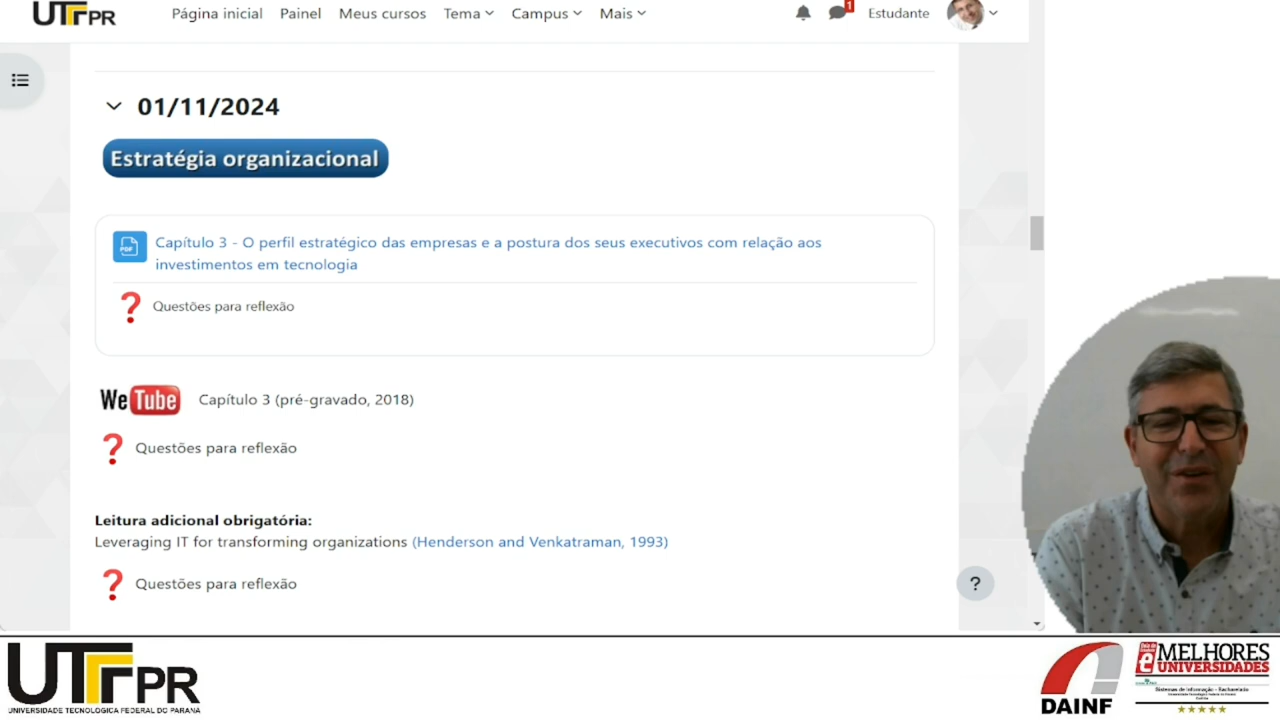 UTFPR
Página inicial Painel Meus cursos Tema Campus Mais
1 Estudante
01/11/2024
Estratégia organizacional
PDF
Capítulo 3 - O perfil estratégico das empresas e a postura dos seus executivos com relação aos
investimentos em tecnologia
Questões para reflexão
WeTube Capítulo 3 (pré-gravado, 2018)
Questões para reflexão
Leitura adicional obrigatória:
Leveraging IT for transforming organizations (Henderson and Venkatraman, 1993)
Questões para reflexão
?
UTFPR
UNIVERSIDADE TECNOLÓGICA FEDERAL DO PARANÁ
DAINF
MELHORES
UNIVERSIDADES
Sistemas de Informação - Bacharelado